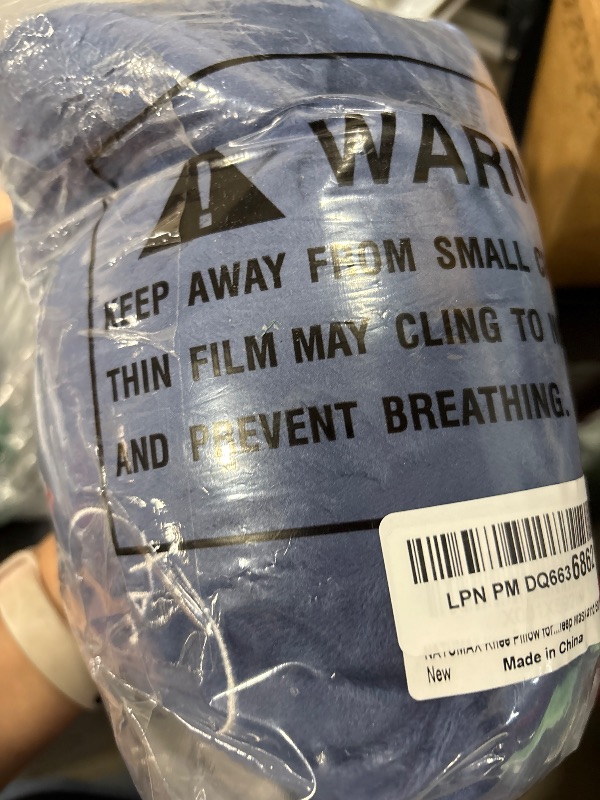 WARN
KEEP AWAY FROM SMALL C
THIN FILM MAY CLING TO N
AND PREVENT BREATHING.
LPN PM DQ6636862
Knee Pillow for...leep
New
Made in China